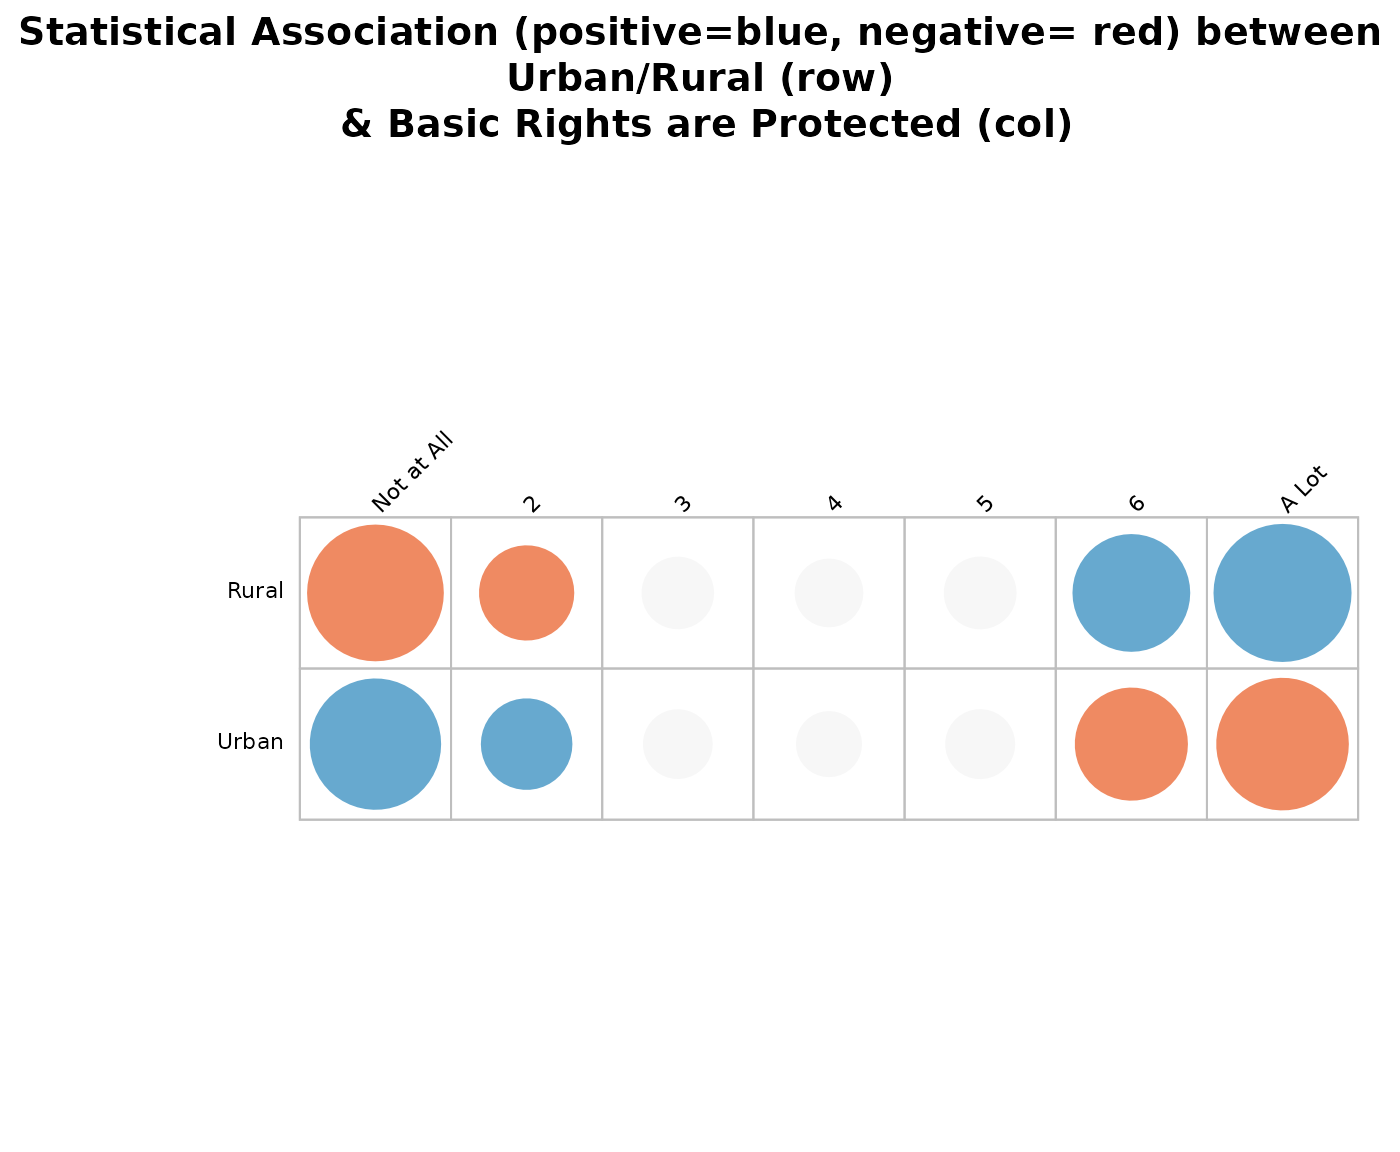 Statistical Association (positive=blue, negative= red) between
Urban/Rural (row)
& Basic Rights are Protected (col)
Not at All
2
3
4
5
6
A Lot
Rural
Urban